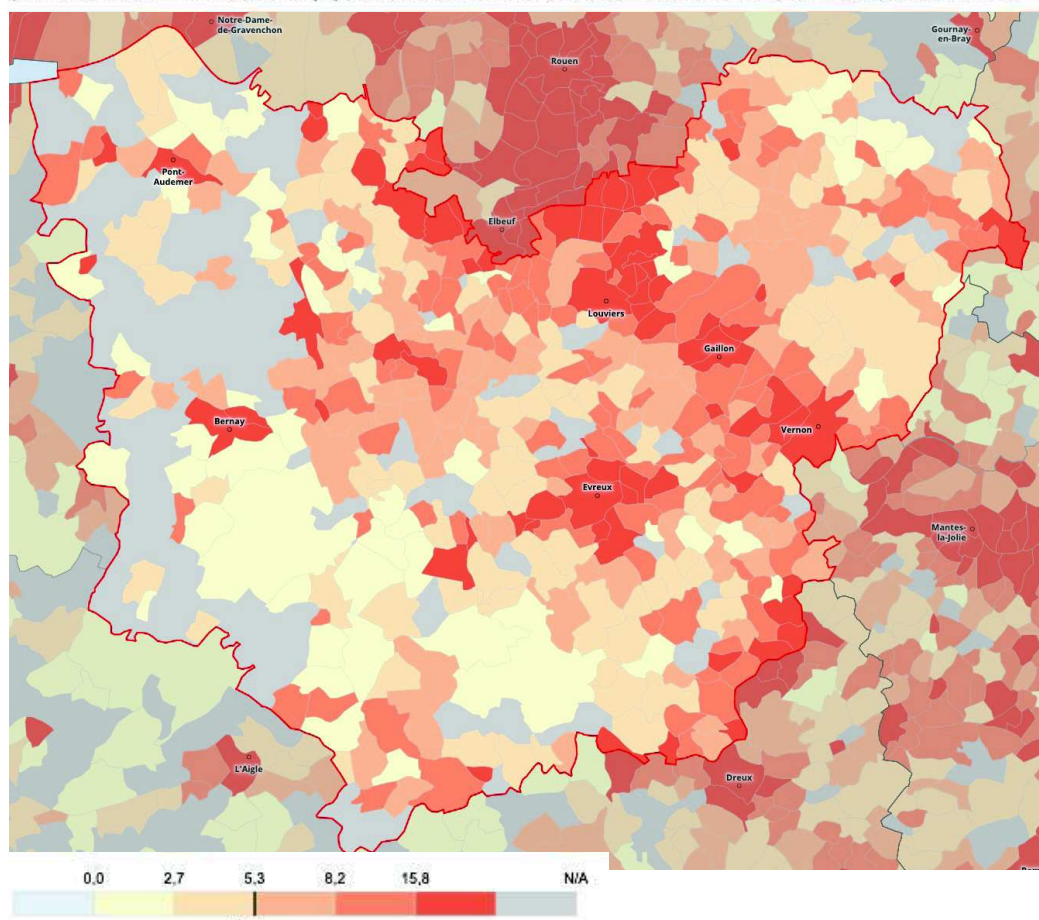 Notre-Dame-
de-Gravenchon
Gournay-
en-Bray
Rouen
Pont-
Audemer
Elbeuf
Louviers
Gaillon
Bernay
Vernon
Evreux
Mantes-
la-Jolie
L'Aigle
Dreux
0,0 2,7 5,3 8,2 15,8 N/A